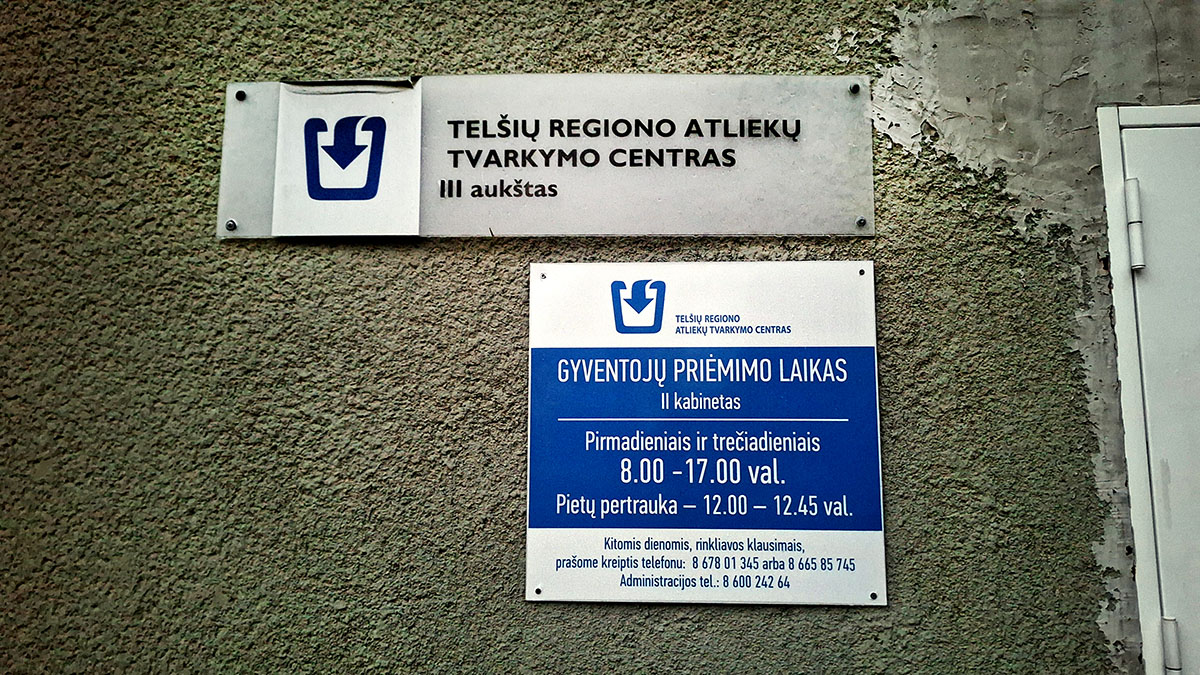 TELŠIŲ REGIONO ATLIEKŲ
TVARKYMO CENTRAS
III aukštas
TELŠIŲ REGIONO
ATLIEKŲ TVARKYMO CENTRAS
GYVENTOJŲ PRIĖMIMO LAIKAS
II kabinetas
Pirmadieniais ir trečiadieniais
8.00 -17.00 val.
Pietų pertrauka – 12.00 – 12.45 val.
Kitomis dienomis, rinkliavos klausimais,
prašome kreiptis telefonu: 8 678 01 345 arba 8 665 85 745
Administracijos tel.: 8 600 242 64